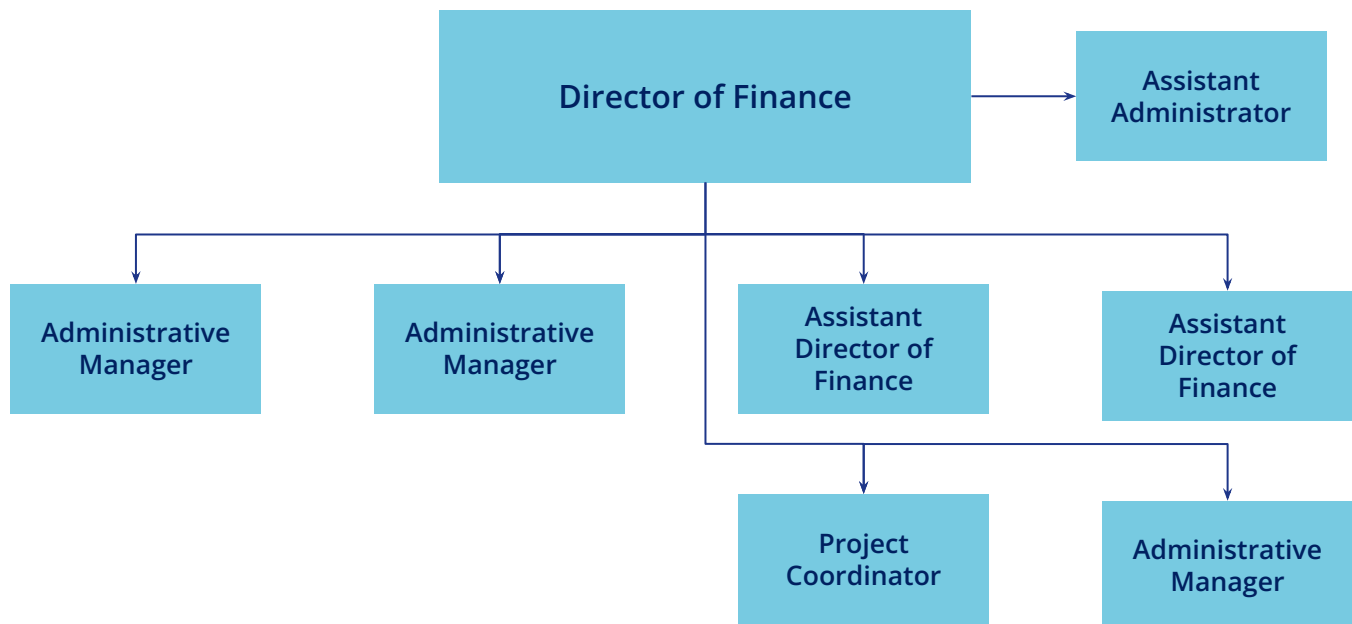 Director of Finance
Assistant
Administrator
Administrative
Manager
Administrative
Manager
Assistant
Director of
Finance
Assistant
Director of
Finance
Project
Coordinator
Administrative
Manager